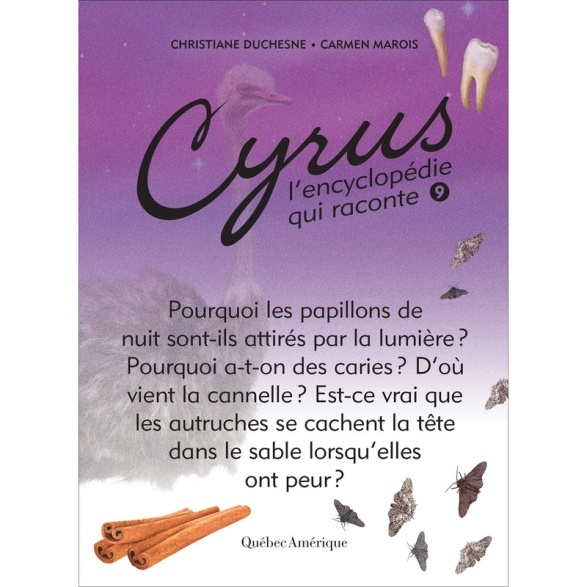 CHRISTIANE DUCHESNE • CARMEN MAROIS
Cyrus
l'encyclopédie
qui raconte 9
Pourquoi les papillons de
nuit sont-ils attirés par la lumière ?
Pourquoi a-t-on des caries ? D'où
vient la cannelle ? Est-ce vrai que
les autruches se cachent la tête
dans le sable lorsqu'elles
ont peur ?
Québec Amérique